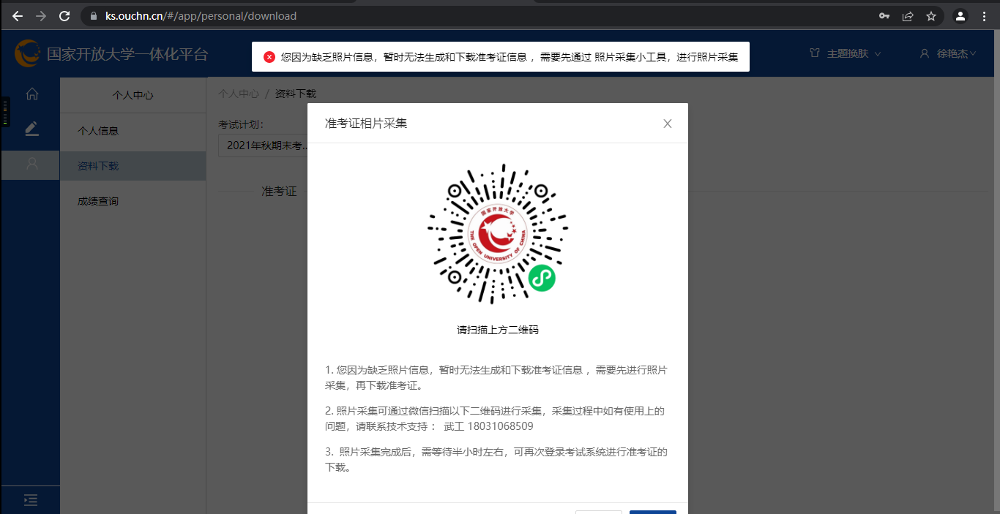 ks.ouchn.cn/#/app/personal/download
国家开放大学一体化平台
您因为缺乏照片信息，暂时无法生成和下载准考证信息 ，需要先通过 照片采集小工具，进行照片采集
主题换肤
徐艳杰
个人中心
个人信息
资料下载
成绩查询
个人中心 / 资料下载
考试计划：
2021年秋期末考...
准考证
准考证相片采集
国家开放大学
THE OPEN UNIVERSITY OF CHINA
请扫描上方二维码
1. 您因为缺乏照片信息，暂时无法生成和下载准考证信息 ，需要先进行照片
采集，再下载准考证。
2. 照片采集可通过微信扫描以下二维码进行采集，采集过程中如有使用上的
问题，请联系技术支持 ： 武工 18031068509
3. 照片采集完成后，需等待半小时左右，可再次登录考试系统进行准考证的
下载。